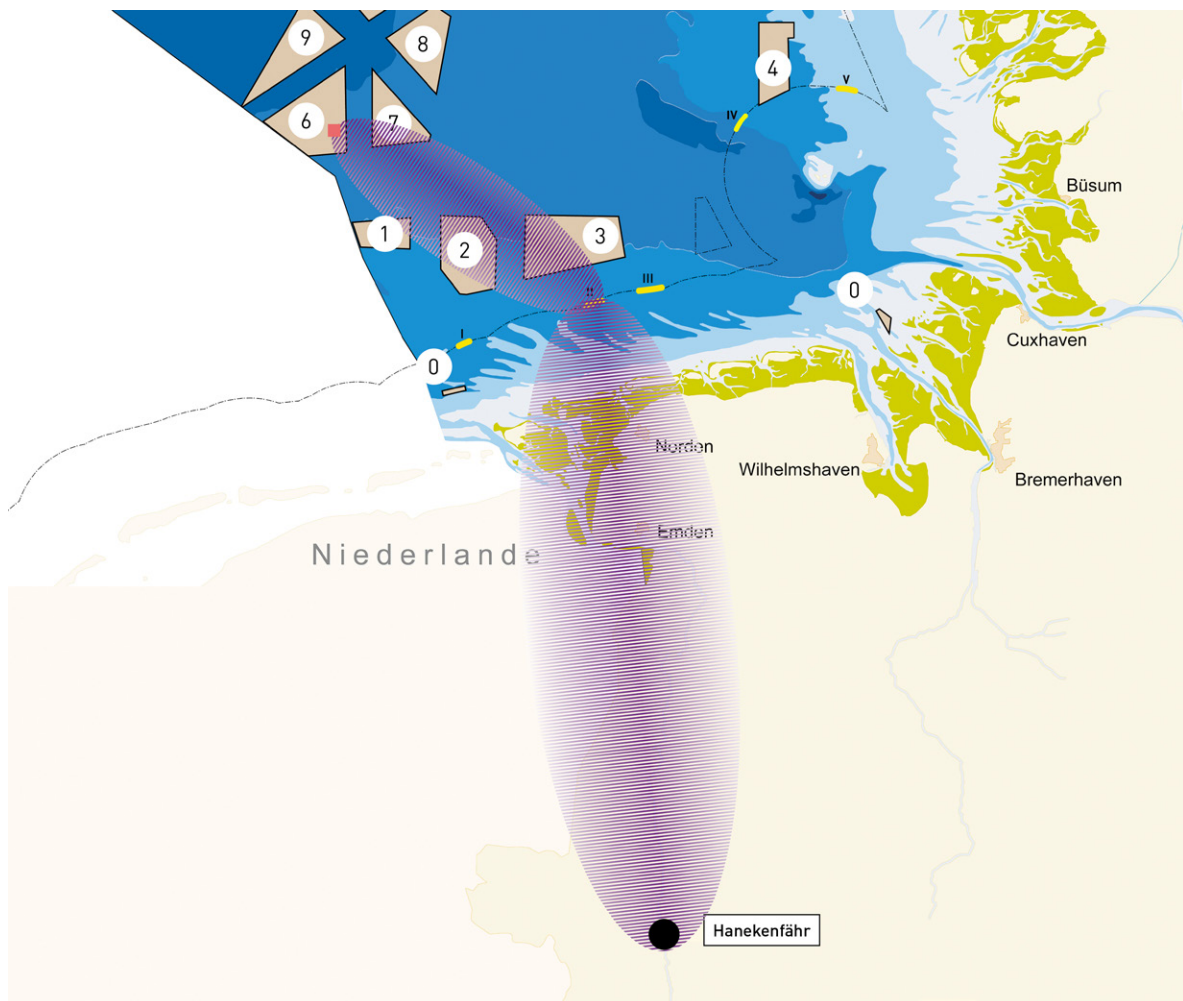 9
8
4
V
6
7
IV
Büsum
1
2
3
III
II
0
I
Cuxhaven
0
Norden
Wilhelmshaven
Bremerhaven
Emden
Niederlande
Hanekenfähr